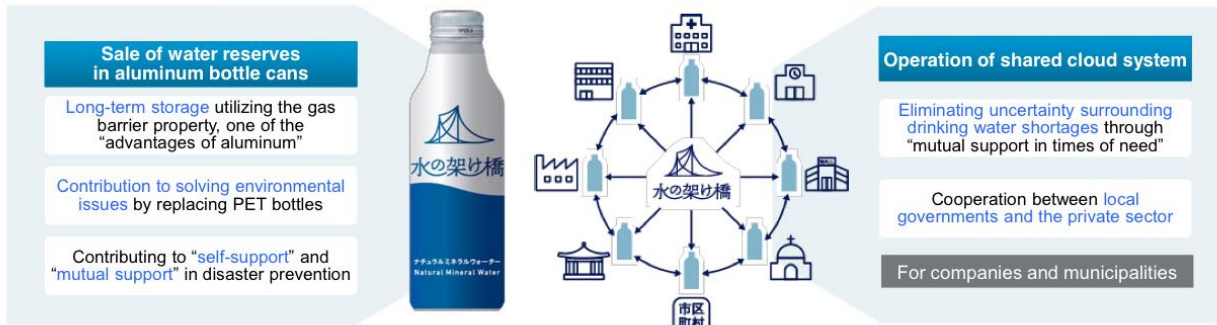 Sale of water reserves
in aluminum bottle cans
Long-term storage utilizing the gas
barrier property, one of the
“advantages of aluminum”
Contribution to solving environmental
issues by replacing PET bottles
Contributing to “self-support” and
“mutual support” in disaster prevention
水の架け橋
ナチュラルミネラルウォーター
Natural Mineral Water
水の架け橋
市区
町村
Operation of shared cloud system
Eliminating uncertainty surrounding
drinking water shortages through
“mutual support in times of need”
Cooperation between local
governments and the private sector
For companies and municipalities